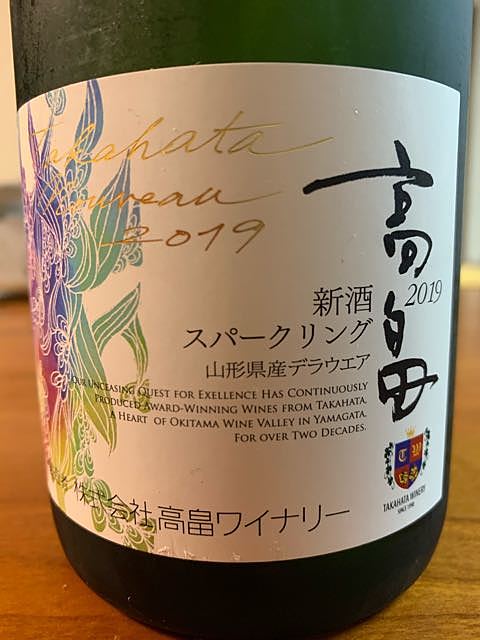 Takahata
Nouveau
2019
高畠
2019
新酒
スパークリング
山形県産デラウエア
OUR UNCEASING QUEST FOR EXELLENCE HAS CONTINUOUSLY
PRODUCED AWARD-WINNING WINES FROM TAKAHATA,
A HEART OF OKITAMA WINE VALLEY IN YAMAGATA.
FOR OVER TWO DECADES.
T W
TAKAHATA WINERY
SINCE 1990
株式会社高畠ワイナリー